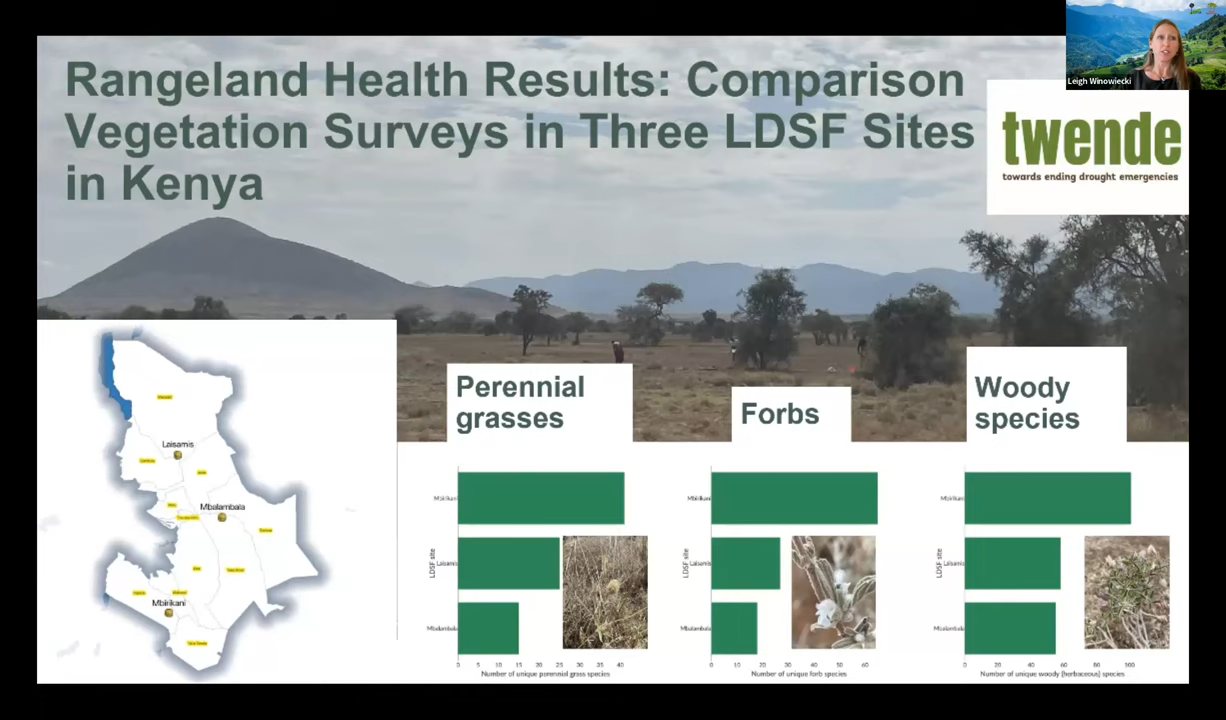 Rangeland Health Results: Comparison
Vegetation Surveys in Three LDSF Sites
in Kenya
Leigh Winowiecki
twende
towards ending drought emergencies
Laisamis
Mbalambala
Mbirikani
Perennial
grasses
Forbs
Woody
species
Mbirikani
Laisamis
Mbalambala
LDSF site
0 5 10 15 20 25 30 35 40
Number of unique perennial grass species
Mbirikani
Laisamis
Mbalambala
LDSF site
0 10 20 30 40 50 60
Number of unique forb species
Mbirikani
Laisamis
Mbalambala
LDSF site
0 20 40 60 80 100
Number of unique woody (herbaceous) species